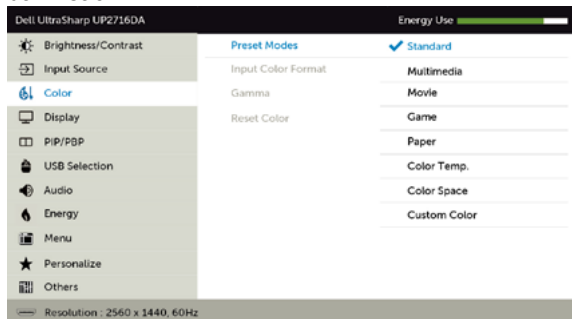 Dell UltraSharp UP2716DA Energy Use
Brightness/Contrast Preset Modes Standard
Input Source Input Color Format Multimedia
Color Gamma Movie
Display Reset Color Game
PIP/PBP Paper
USB Selection Color Temp.
Audio Color Space
Energy Custom Color
Menu
Personalize
Others
Resolution : 2560 x 1440, 60Hz